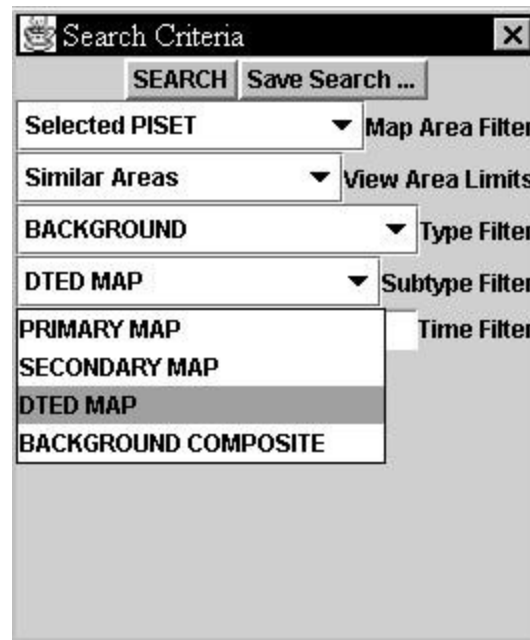 Search Criteria
SEARCH Save Search ...
Selected PISET Map Area Filter
Similar Areas View Area Limits
BACKGROUND Type Filter
DTED MAP Subtype Filter
PRIMARY MAP Time Filter
SECONDARY MAP
DTED MAP
BACKGROUND COMPOSITE